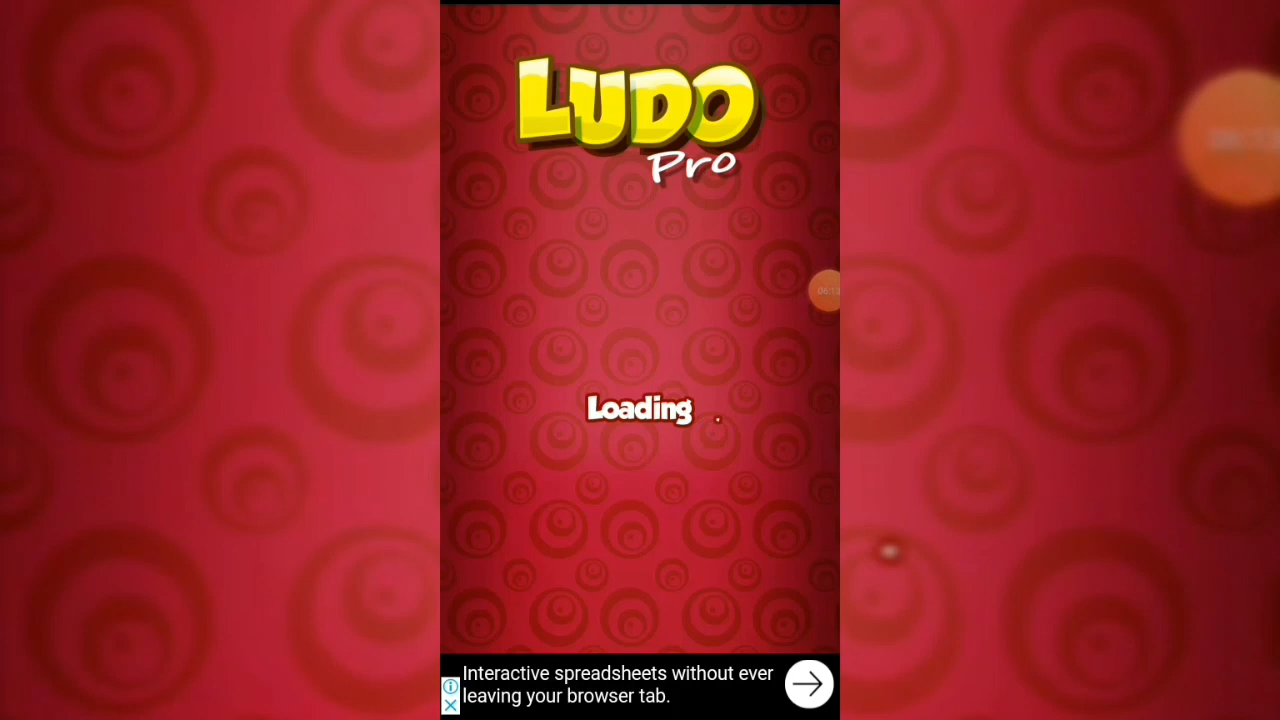 LUDO
Pro
Loading .
Interactive spreadsheets without ever
leaving your browser tab.